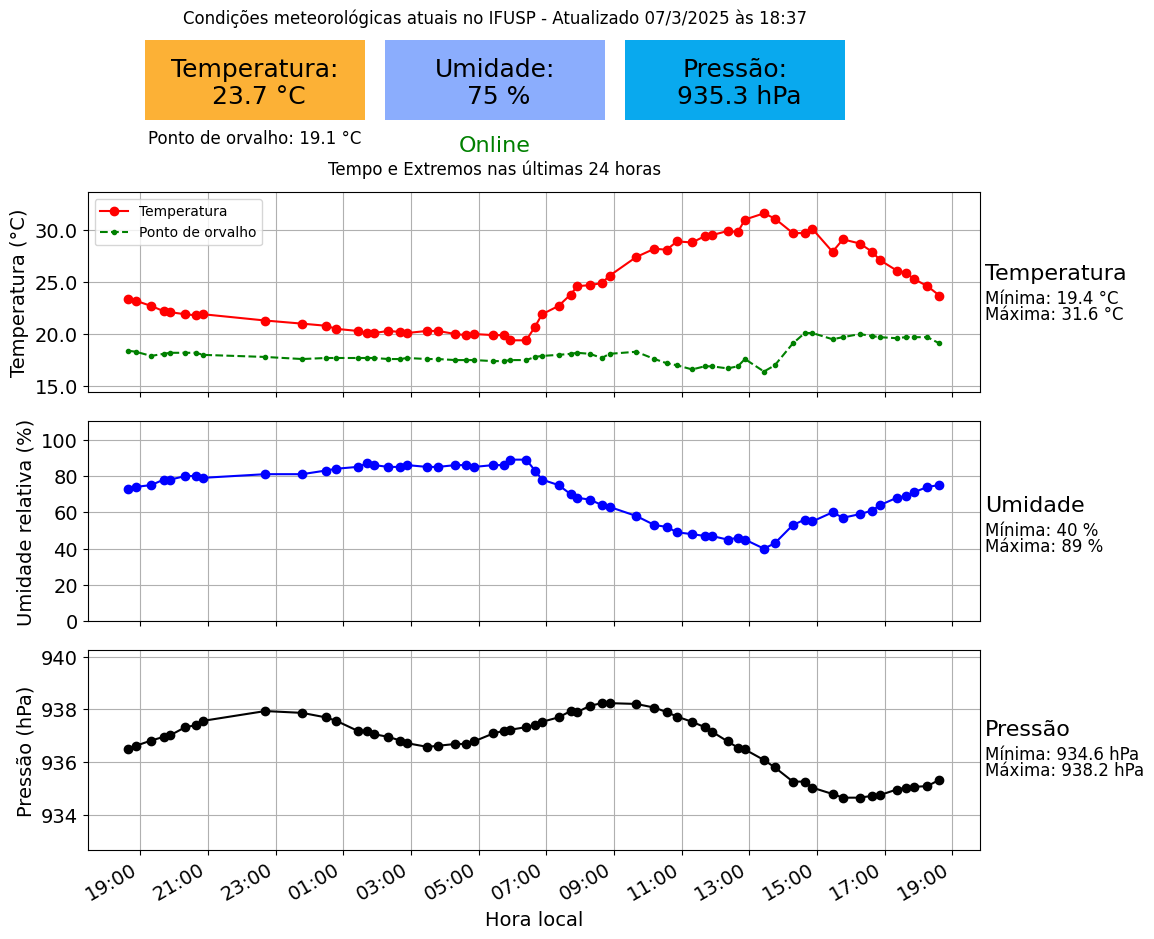 Condições meteorológicas atuais no IFUSP - Atualizado 07/3/2025 às 18:37
Temperatura:
23.7 °C
Umidade:
75 %
Pressão:
935.3 hPa
Ponto de orvalho: 19.1 °C
Online
Tempo e Extremos nas últimas 24 horas
Temperatura (°C)
30.0
25.0
20.0
15.0
Temperatura
Ponto de orvalho
Temperatura
Mínima: 19.4 °C
Máxima: 31.6 °C
Umidade relativa (%)
100
80
60
40
20
0
Umidade
Mínima: 40 %
Máxima: 89 %
Pressão (hPa)
940
938
936
934
Pressão
Mínima: 934.6 hPa
Máxima: 938.2 hPa
19:00 21:00 23:00 01:00 03:00 05:00 07:00 09:00 11:00 13:00 15:00 17:00 19:00
Hora local